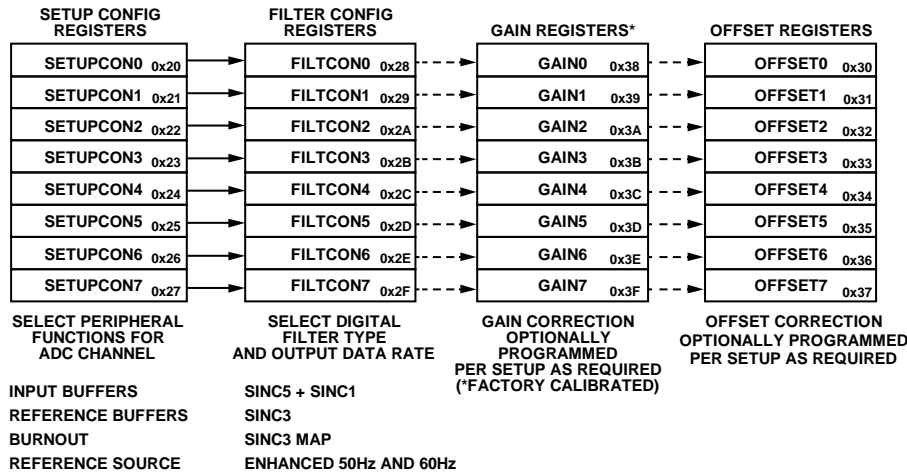 SETUP CONFIG
REGISTERS
FILTER CONFIG
REGISTERS
GAIN REGISTERS*
OFFSET REGISTERS
SETUPCON0 0x20
FILTCON0 0x28
GAIN0 0x38
OFFSET0 0x30
SETUPCON1 0x21
FILTCON1 0x29
GAIN1 0x39
OFFSET1 0x31
SETUPCON2 0x22
FILTCON2 0x2A
GAIN2 0x3A
OFFSET2 0x32
SETUPCON3 0x23
FILTCON3 0x2B
GAIN3 0x3B
OFFSET3 0x33
SETUPCON4 0x24
FILTCON4 0x2C
GAIN4 0x3C
OFFSET4 0x34
SETUPCON5 0x25
FILTCON5 0x2D
GAIN5 0x3D
OFFSET5 0x35
SETUPCON6 0x26
FILTCON6 0x2E
GAIN6 0x3E
OFFSET6 0x36
SETUPCON7 0x27
FILTCON7 0x2F
GAIN7 0x3F
OFFSET7 0x37
SELECT PERIPHERAL
FUNCTIONS FOR
ADC CHANNEL
SELECT DIGITAL
FILTER TYPE
AND OUTPUT DATA RATE
GAIN CORRECTION
OPTIONALLY
PROGRAMMED
PER SETUP AS REQUIRED
(*FACTORY CALIBRATED)
OFFSET CORRECTION
OPTIONALLY PROGRAMMED
PER SETUP AS REQUIRED
INPUT BUFFERS
REFERENCE BUFFERS
BURNOUT
REFERENCE SOURCE
SINC5 + SINC1
SINC3
SINC3 MAP
ENHANCED 50Hz AND 60Hz